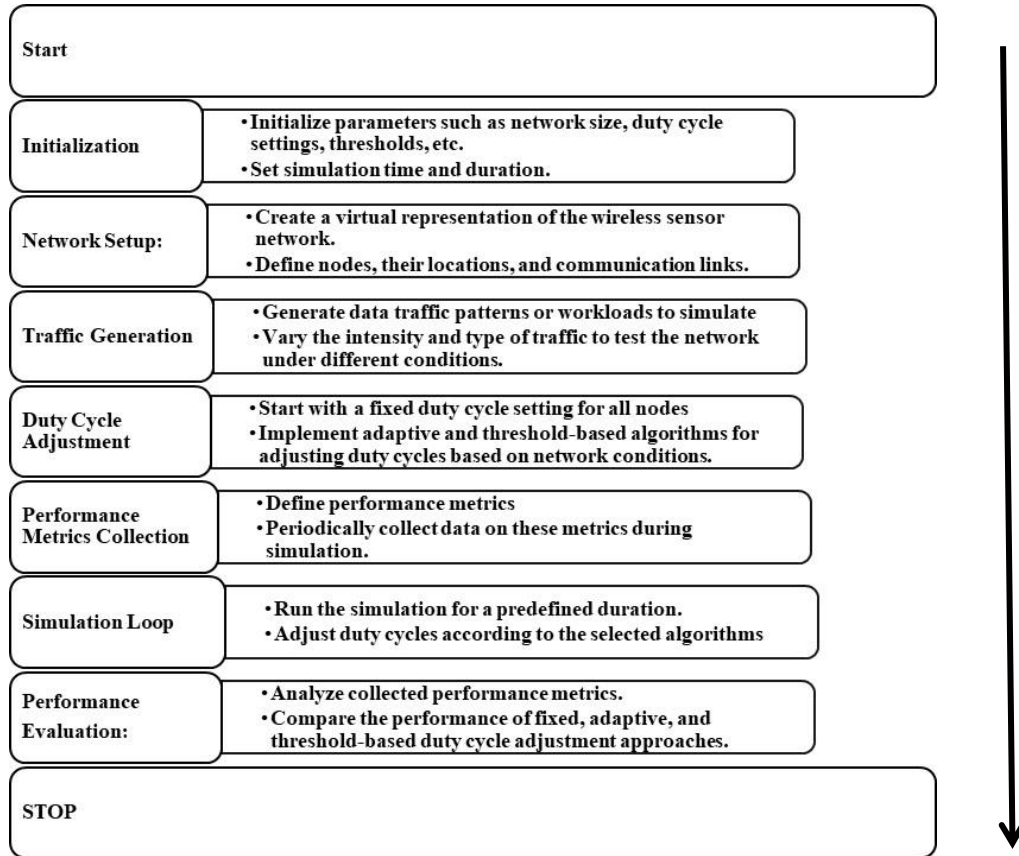 Start
Initialization
•Initialize parameters such as network size, duty cycle
settings, thresholds, etc.
•Set simulation time and duration.
Network Setup:
•Create a virtual representation of the wireless sensor
network.
•Define nodes, their locations, and communication links.
Traffic Generation
•Generate data traffic patterns or workloads to simulate
•Vary the intensity and type of traffic to test the network
under different conditions.
Duty Cycle
Adjustment
•Start with a fixed duty cycle setting for all nodes
•Implement adaptive and threshold-based algorithms for
adjusting duty cycles based on network conditions.
Performance
Metrics Collection
•Define performance metrics
•Periodically collect data on these metrics during
simulation.
Simulation Loop
•Run the simulation for a predefined duration.
•Adjust duty cycles according to the selected algorithms
Performance
Evaluation:
•Analyze collected performance metrics.
•Compare the performance of fixed, adaptive, and
threshold-based duty cycle adjustment approaches.
STOP